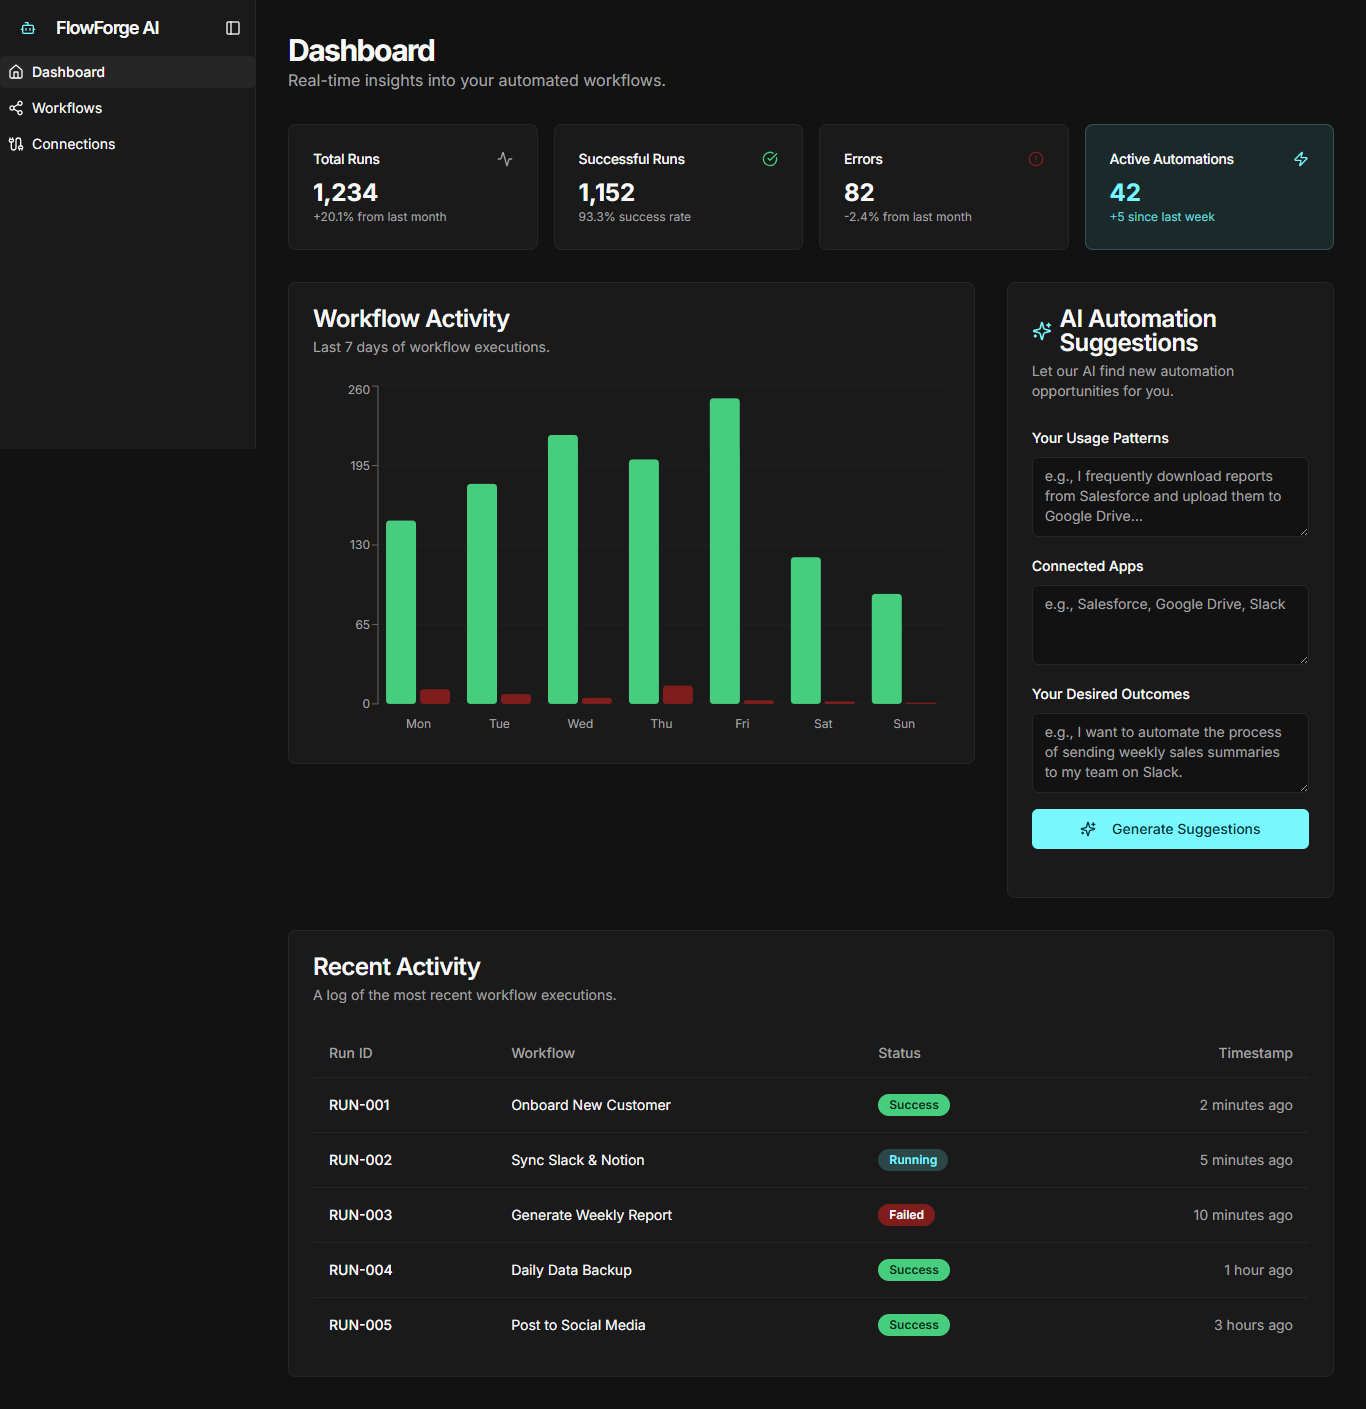 FlowForge AI
Dashboard
Workflows
Connections
Dashboard
Real-time insights into your automated workflows.
Total Runs
1,234
+20.1% from last month
Successful Runs
1,152
93.3% success rate
Errors
82
-2.4% from last month
Active Automations
42
+5 since last week
Workflow Activity
Last 7 days of workflow executions.
260
195
130
65
0
Mon Tue Wed Thu Fri Sat Sun
AI Automation
Suggestions
Let our AI find new automation
opportunities for you.
Your Usage Patterns
e.g., I frequently download reports
from Salesforce and upload them to
Google Drive...
Connected Apps
e.g., Salesforce, Google Drive, Slack
Your Desired Outcomes
e.g., I want to automate the process
of sending weekly sales summaries
to my team on Slack.
Generate Suggestions
Recent Activity
A log of the most recent workflow executions.
Run ID Workflow Status Timestamp
RUN-001 Onboard New Customer Success 2 minutes ago
RUN-002 Sync Slack & Notion Running 5 minutes ago
RUN-003 Generate Weekly Report Failed 10 minutes ago
RUN-004 Daily Data Backup Success 1 hour ago
RUN-005 Post to Social Media Success 3 hours ago